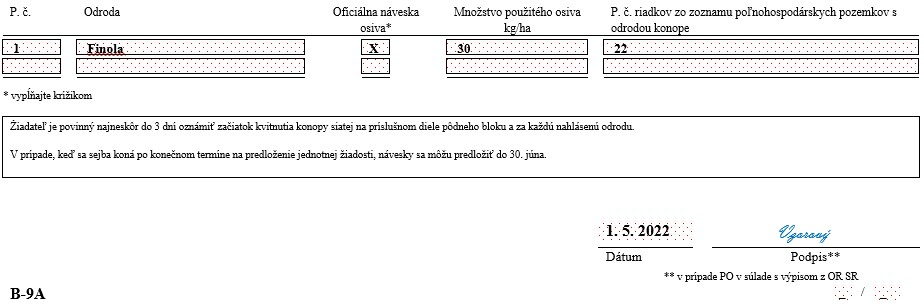 P. č. Odroda Oficiálna náveska Množstvo použitého osiva P. č. riadkov zo zoznamu poľnohospodárskych pozemkov s
osiva* kg/ha odrodou konope
1 Finola X 30 22
* vypĺňajte krížikom
Žiadateľ je povinný najneskôr do 3 dní oznámiť začiatok kvitnutia konopy siatej na príslušnom diele pôdneho bloku a za každú nahlásenú odrodu.
V prípade, keď sa sejba koná po konečnom termíne na predloženie jednotnej žiadosti, návesky sa môžu predložiť do 30. júna.
1. 5. 2022 Vzorový
Dátum Podpis**
** v prípade PO v súlade s výpisom z OR SR
B-9A /